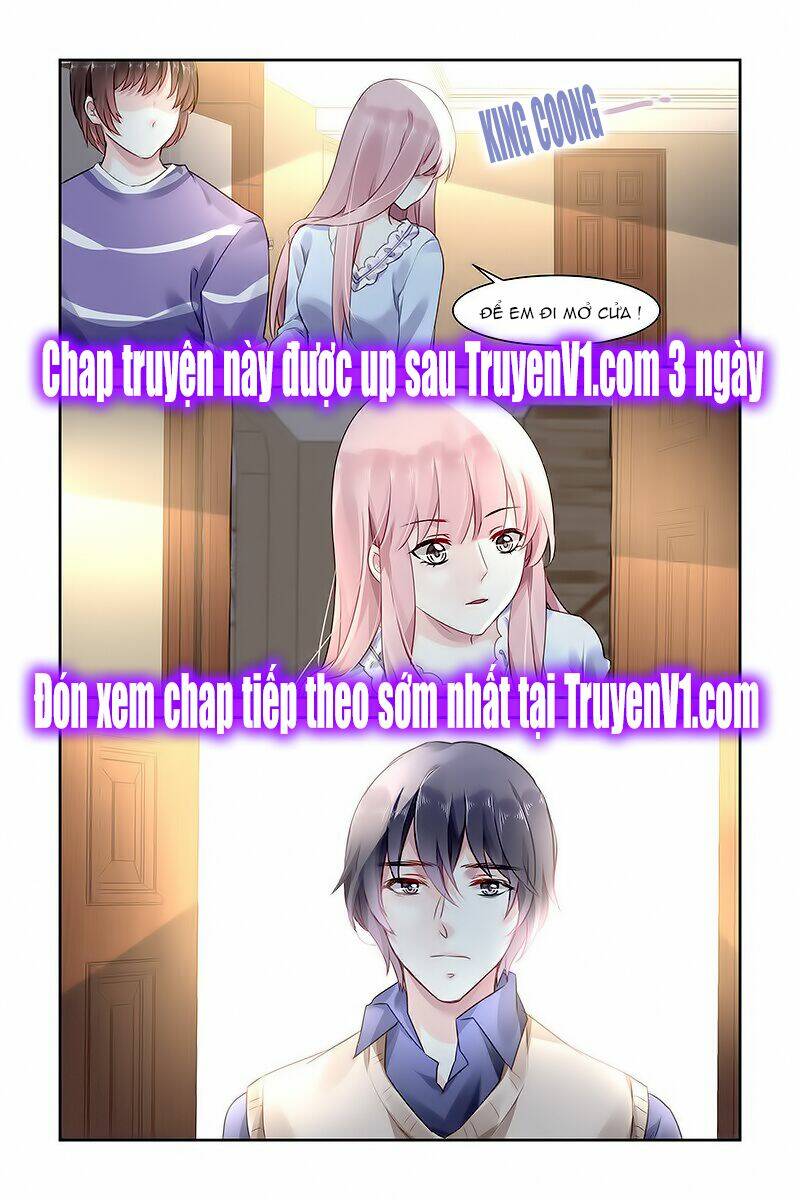 KING COONG
ĐỂ EM ĐI MỞ CỬA !
Chap truyện này được up sau TruyenV1.com 3 ngày
Đón xem chap tiếp theo sớm nhất tại TruyenV1.com